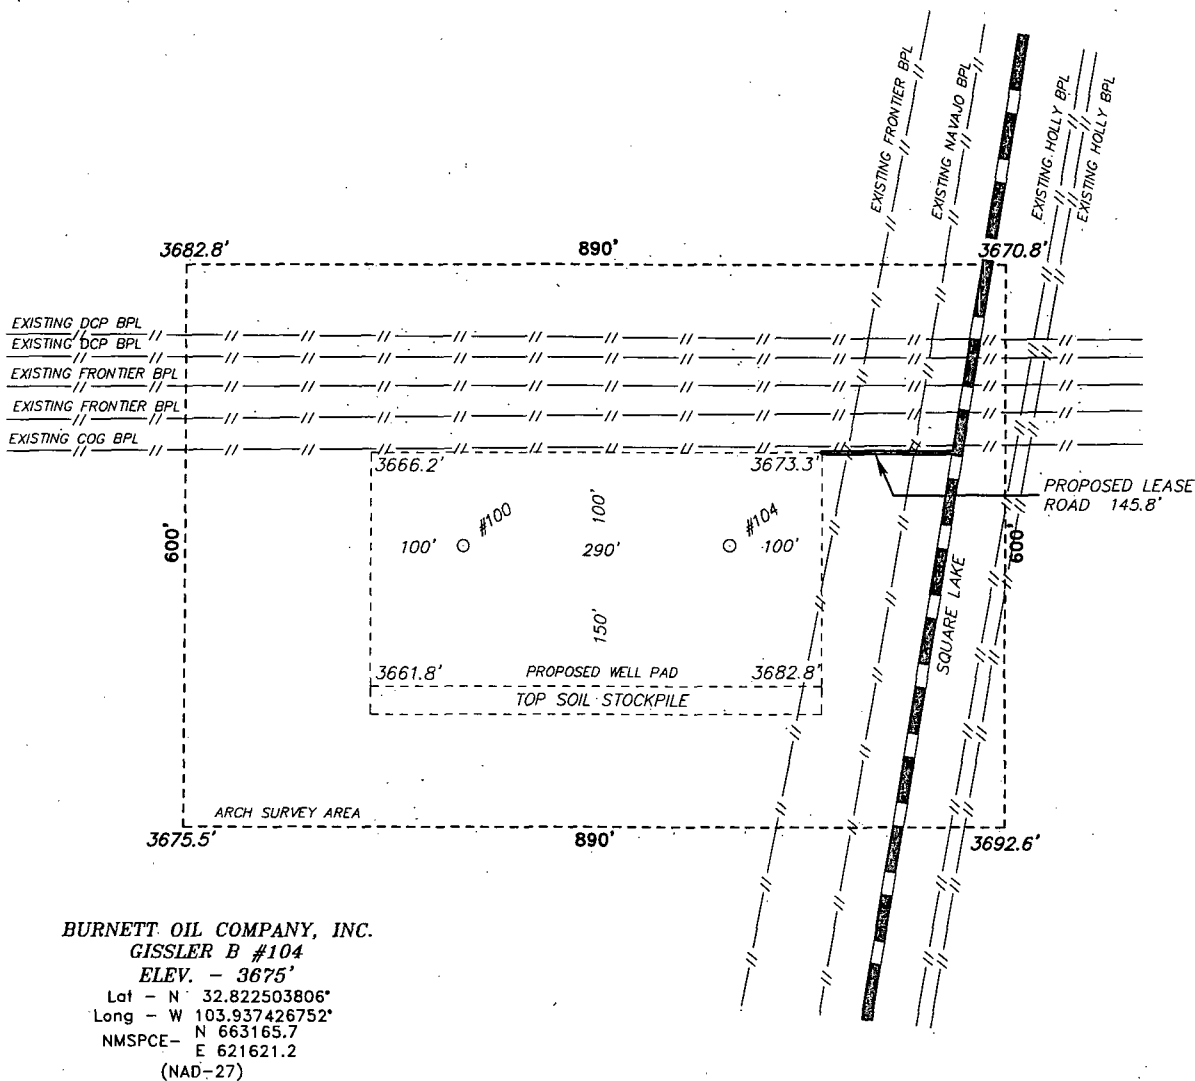 EXISTING FRONTIER BPL
EXISTING NAVAJO BPL
EXISTING HOLLY BPL
EXISTING HOLLY BPL
3682.8'
890'
3670.8'
EXISTING DCP BPL
EXISTING DCP BPL
EXISTING FRONTIER BPL
EXISTING FRONTIER BPL
EXISTING COG BPL
3666.2'
3673.3'
PROPOSED LEASE
ROAD 145.8'
600'
100'
#100
100'
290'
#104
100'
600'
150'
SQUARE LAKE
3661.8'
PROPOSED WELL PAD
3682.8'
TOP SOIL STOCKPILE
ARCH SURVEY AREA
3675.5'
890'
3692.6'
BURNETT OIL COMPANY, INC.
GISSLER B #104
ELEV. - 3675'
Lat - N 32.822503806°
Long - W 103.937426752°
NMSPCE- N 663165.7
E 621621.2
(NAD-27)